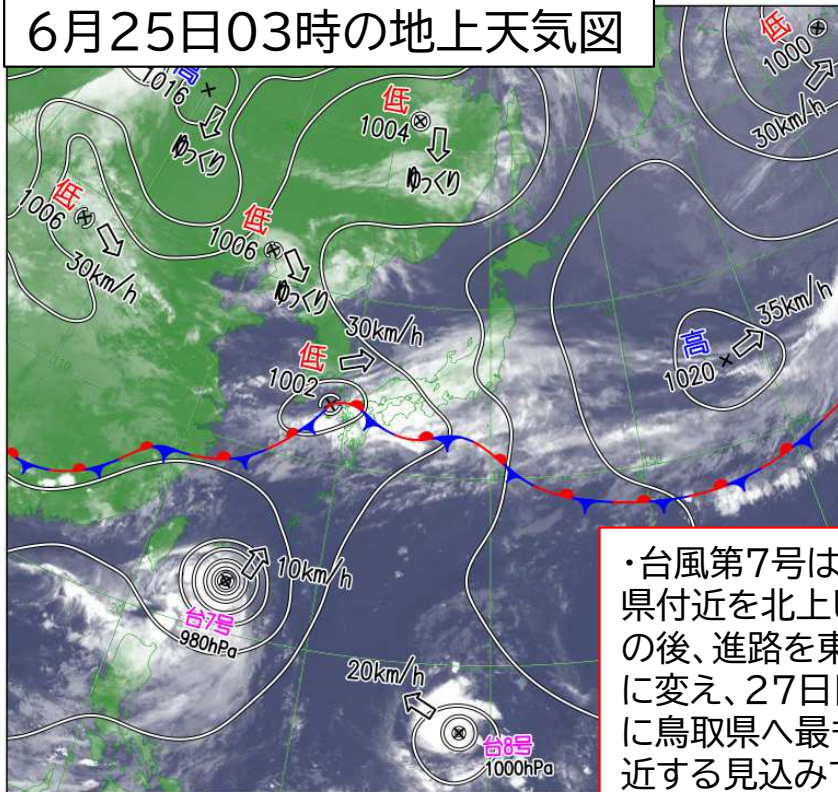 6月25日03時の地上天気図
高
1016
ゆっくり
低
1004
ゆっくり
低
1000
30km/h
低
1006
30km/h
低
1006
ゆっくり
30km/h
低
1002
35km/h
高
1020
10km/h
台7号
980hPa
20km/h
台8号
1000hPa
・台風第7号は
県付近を北上
の後、進路を東
に変え、27日
に鳥取県へ最
近する見込み